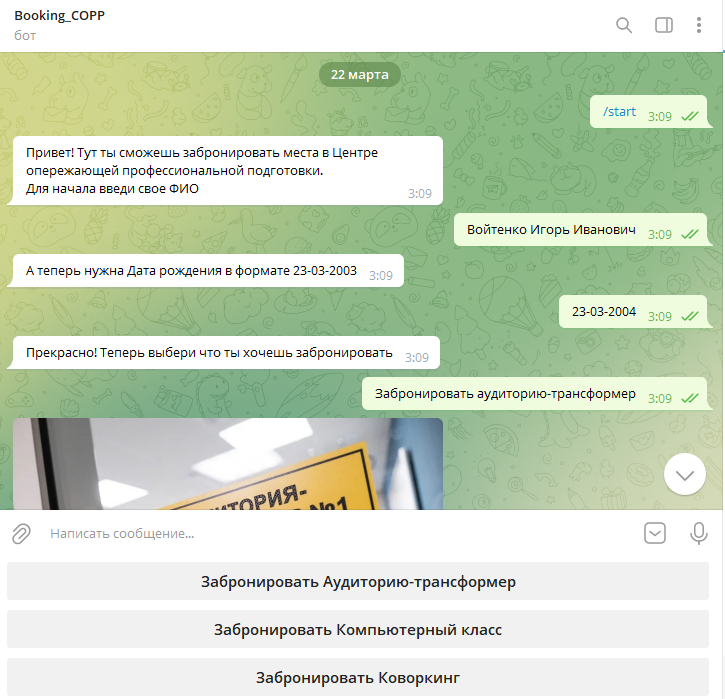 Booking_COPP
бот
22 марта
/start 3:09
Привет! Тут ты сможешь забронировать места в Центре
опережающей профессиональной подготовки.
Для начала введи свое ФИО 3:09
Войтенко Игорь Иванович 3:09
А теперь нужна Дата рождения в формате 23-03-2003 3:09
23-03-2004 3:09
Прекрасно! Теперь выбери что ты хочешь забронировать 3:09
Забронировать аудиторию-трансформер 3:09
№1
Написать сообщение...
Забронировать Аудиторию-трансформер
Забронировать Компьютерный класс
Забронировать Коворкинг